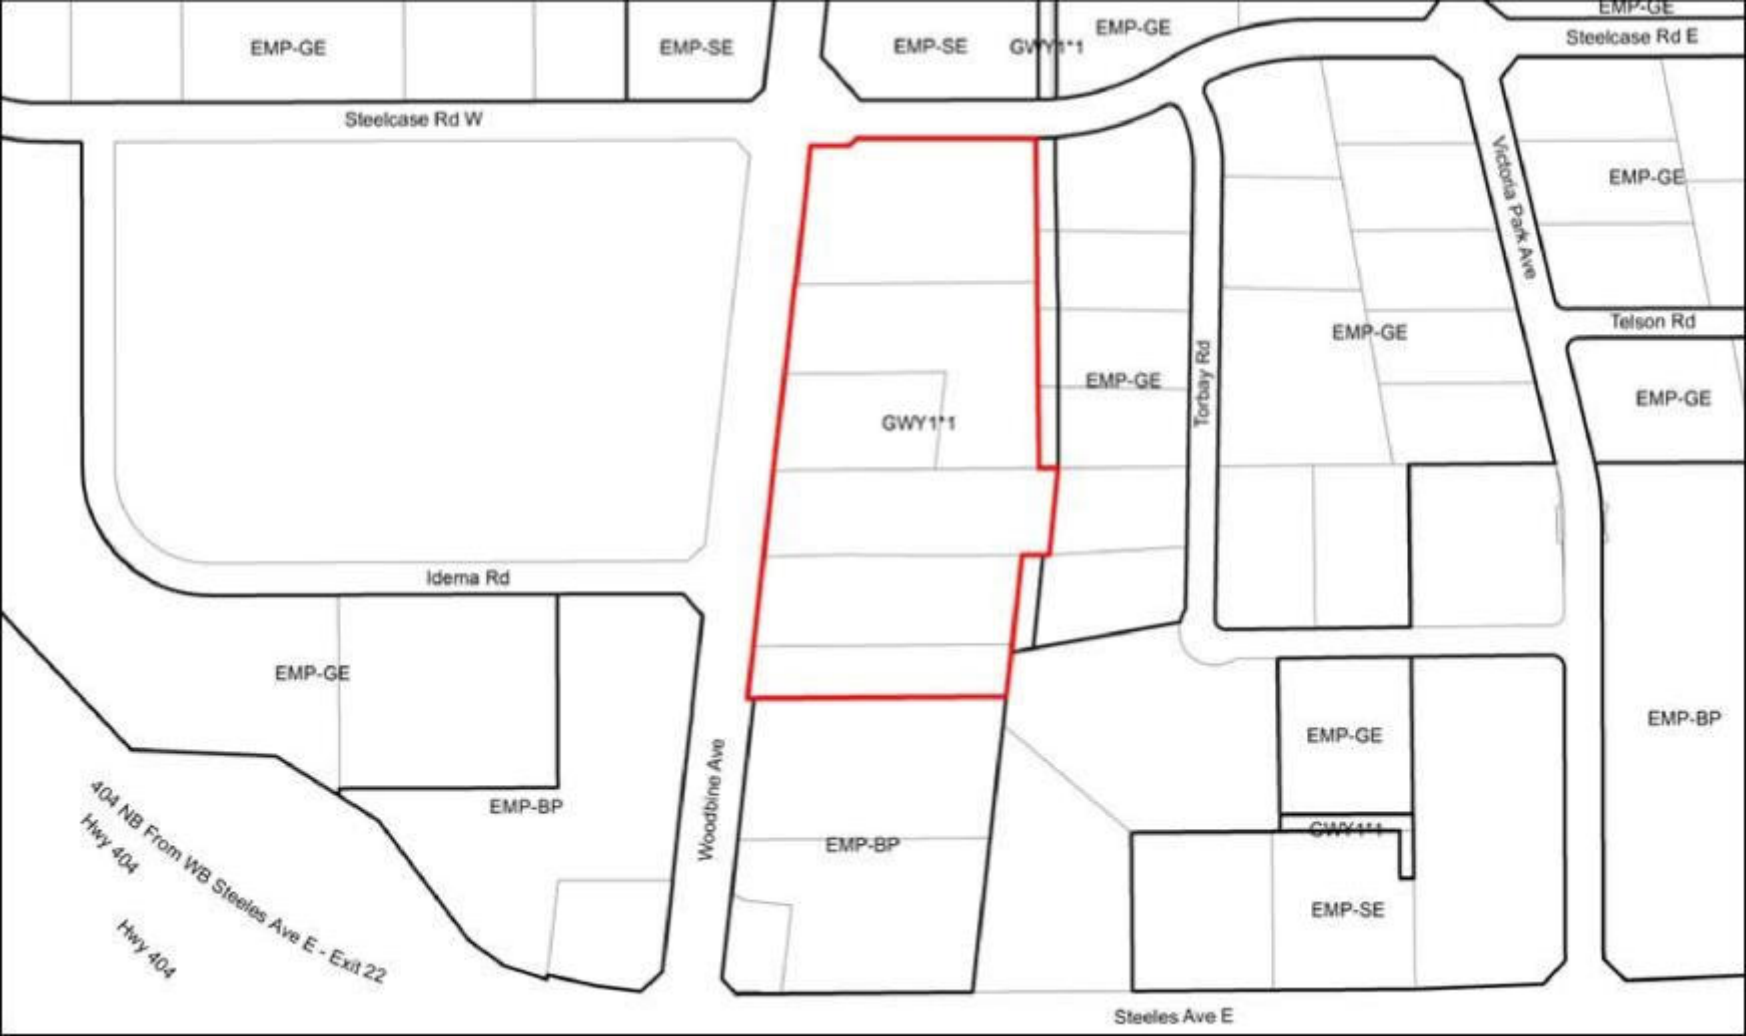 EMP-GE
EMP-GE
EMP-GE
EMP-SE
EMP-SE
GWY1*1
Steelcase Rd E
Steelcase Rd W
Victoria Park Ave
EMP-GE
Telson Rd
EMP-GE
Torbay Rd
EMP-GE
EMP-GE
GWY1*1
Idema Rd
EMP-GE
EMP-BP
EMP-GE
Woodbine Ave
EMP-BP
404 NB From WB Steeles Ave E - Exit 22
Hwy 404
EMP-BP
GWY1*1
EMP-SE
Hwy 404
Steeles Ave E